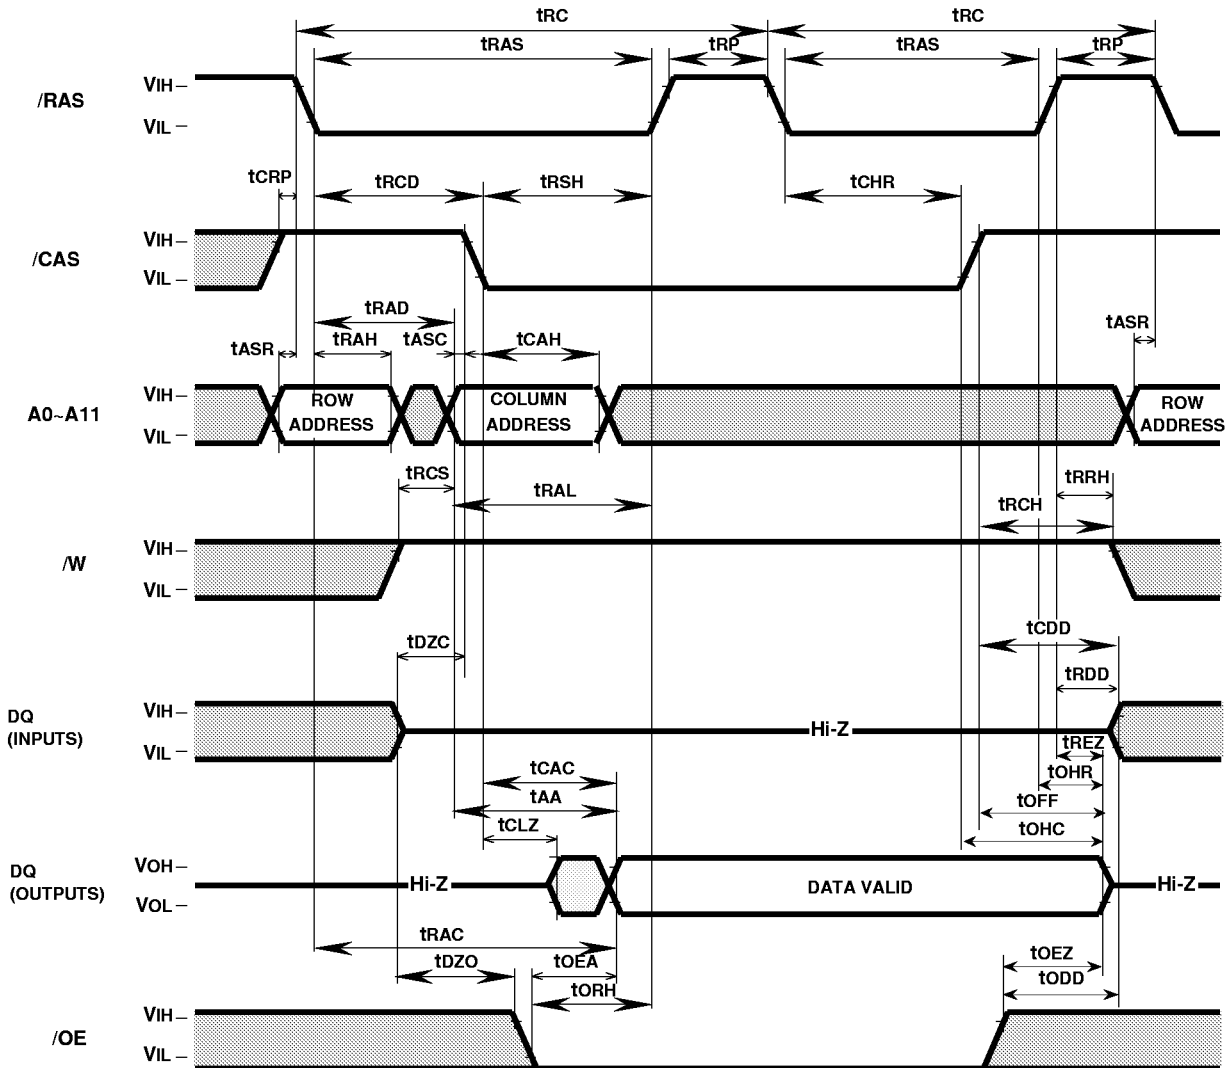 tRC tRC
tRAS tRP tRAS tRP
/RAS VIH
VIL
tCRP tRCD tRSH tCHR
/CAS VIH
VIL
tRAD
tASR tRAH tASC tCAH tASR
A0~A11 VIH
VIL
ROW ADDRESS
COLUMN ADDRESS
ROW ADDRESS
tRCS tRAL tRRH
tRCH
/W VIH
VIL
tDZC tCDD
tRDD
DQ (INPUTS) VIH
VIL
Hi-Z
tREZ
tCAC tOHR
tAA tOFF
tCLZ tOHC
DQ (OUTPUTS) VOH
VOL
Hi-Z DATA VALID Hi-Z
tRAC
tDZO tOEA tOEZ
tORH tODD
/OE VIH
VIL